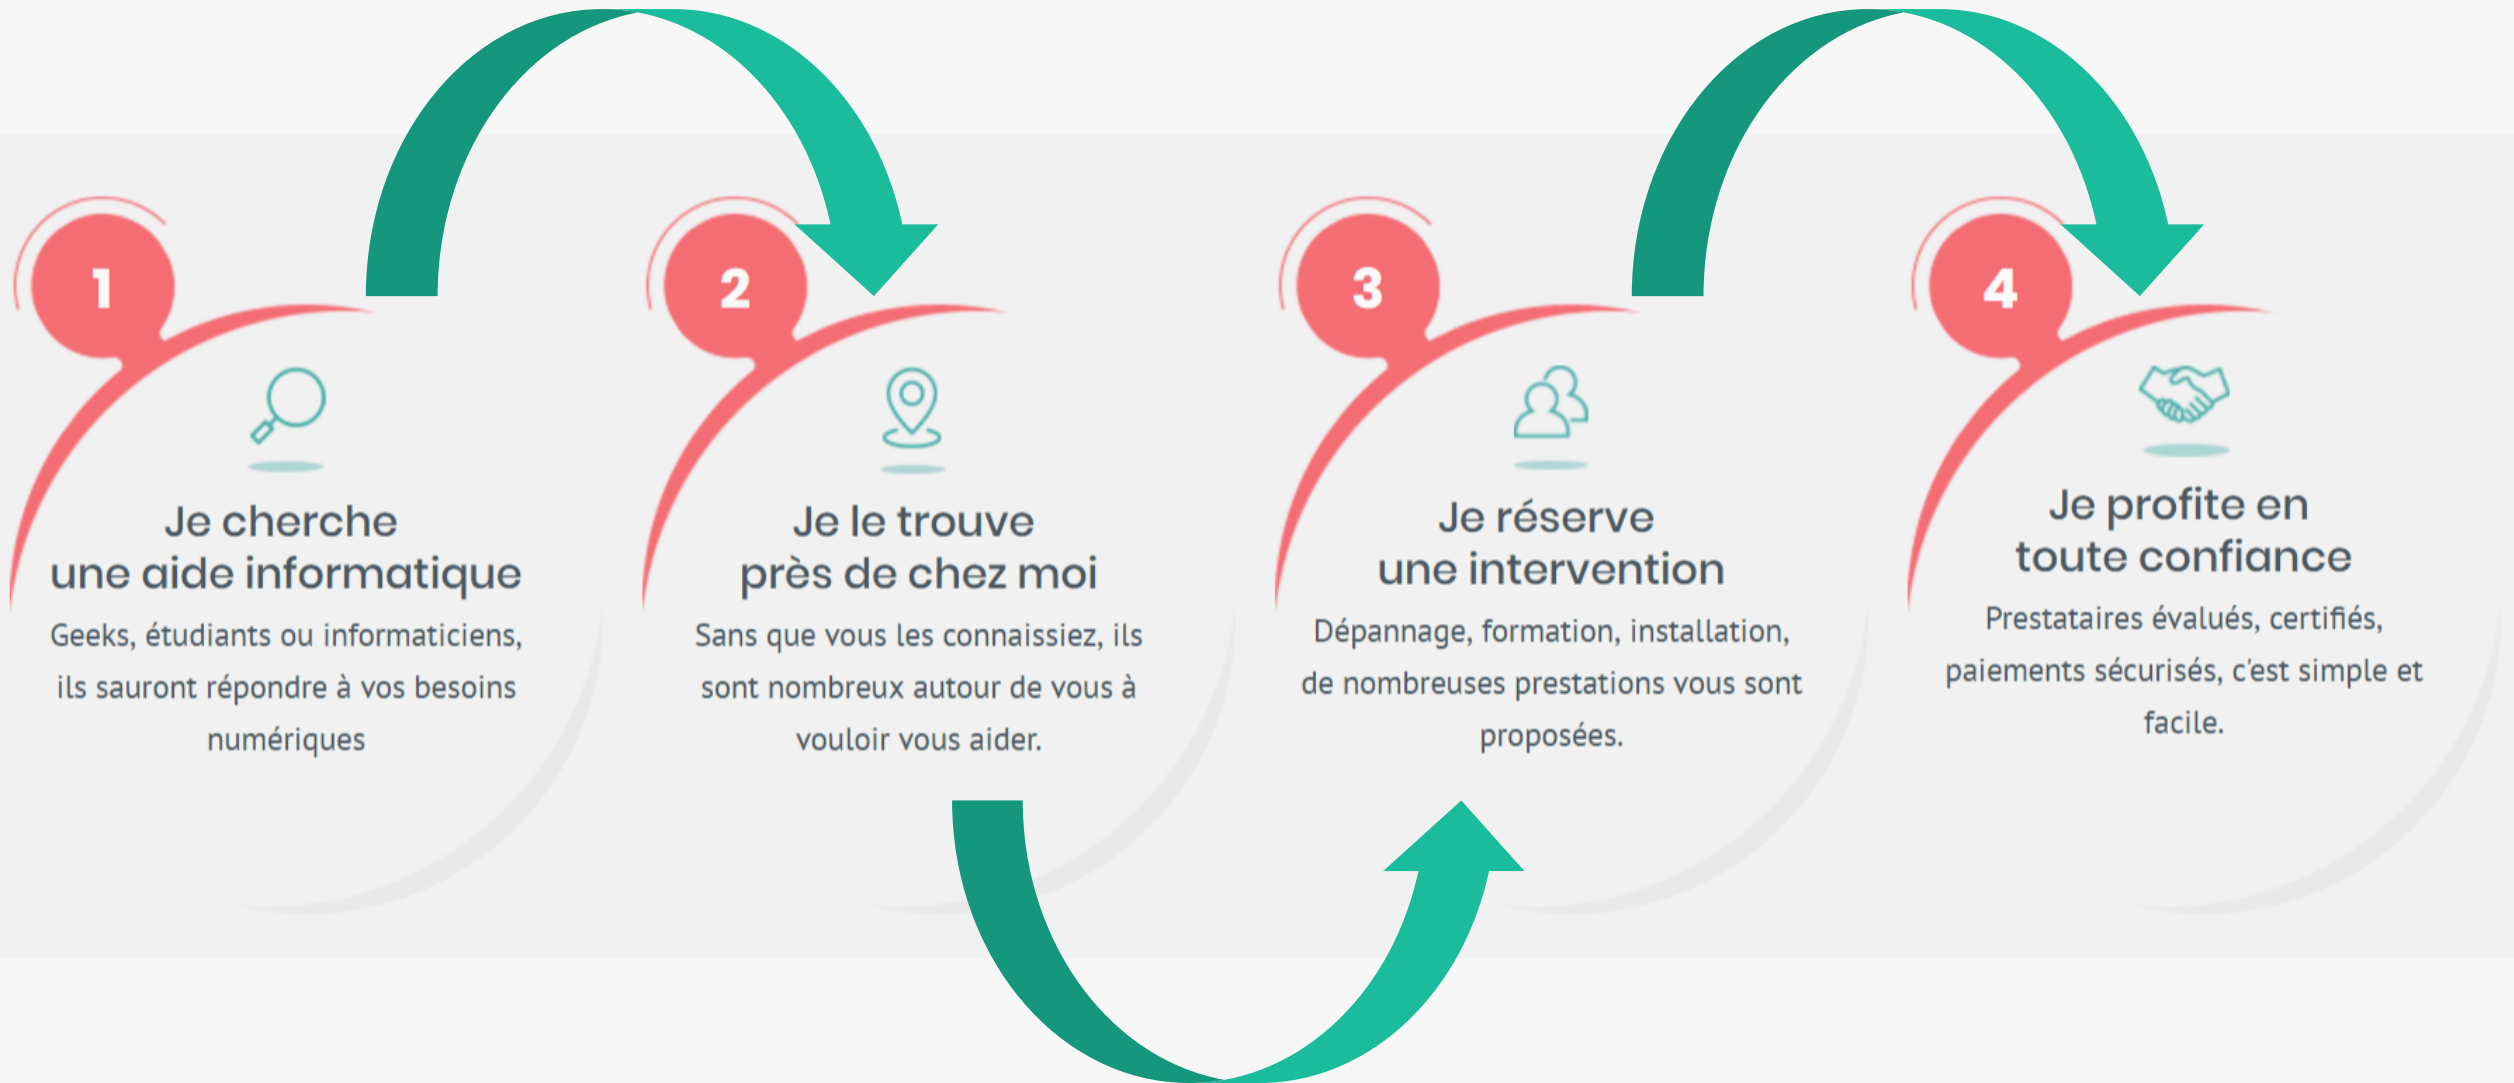 1
Je cherche
une aide informatique
Geeks, étudiants ou informaticiens,
ils sauront répondre à vos besoins
numériques
2
Je le trouve
près de chez moi
Sans que vous les connaissiez, ils
sont nombreux autour de vous à
vouloir vous aider.
3
Je réserve
une intervention
Dépannage, formation, installation,
de nombreuses prestations vous sont
proposées.
4
Je profite en
toute confiance
Prestataires évalués, certifiés,
paiements sécurisés, c'est simple et
facile.